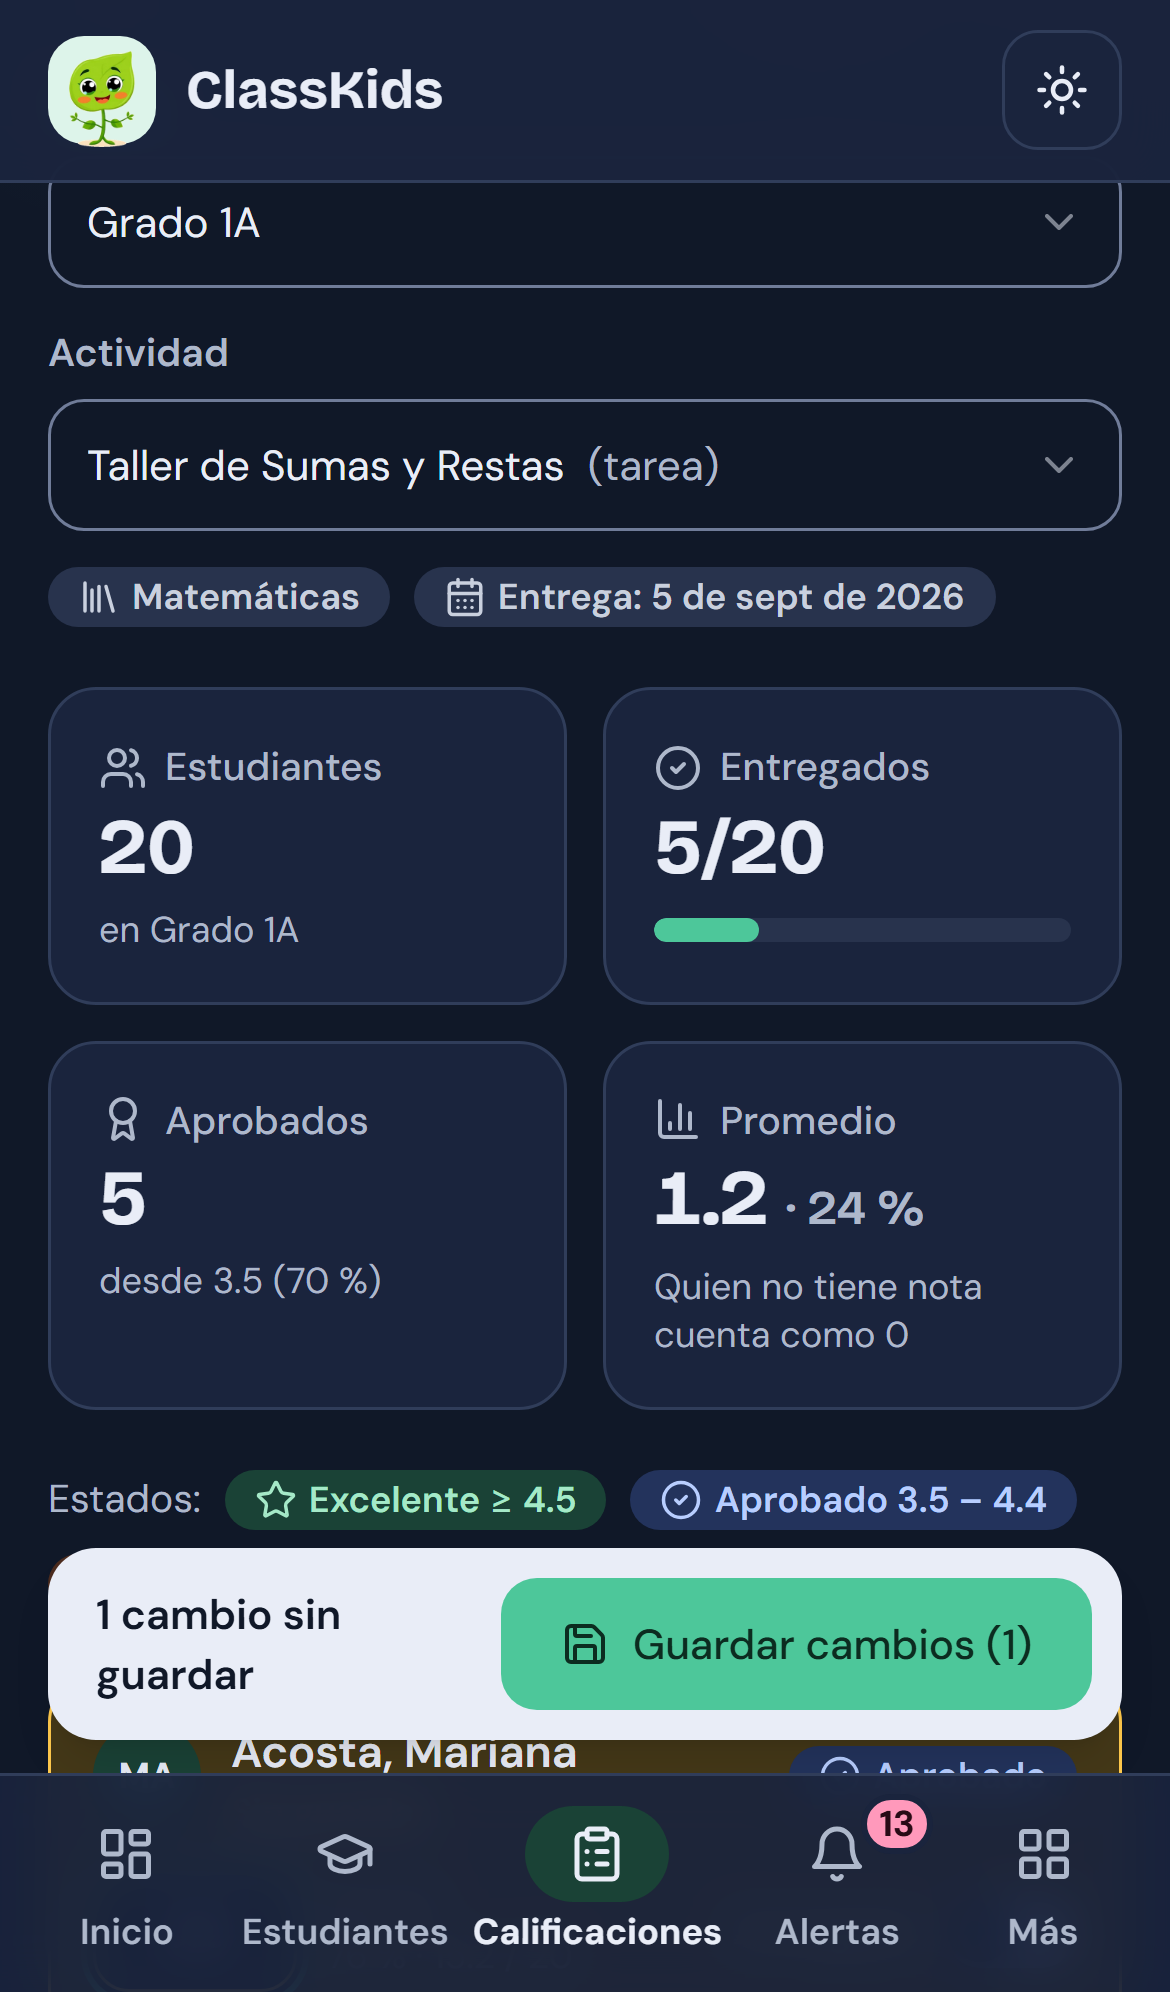 ClassKids
Grado 1A
Actividad
Taller de Sumas y Restas (tarea)
Matemáticas
Entrega: 5 de sept de 2026
Estudiantes
20
en Grado 1A
Entregados
5/20
Aprobados
5
desde 3.5 (70 %)
Promedio
1.2 · 24 %
Quien no tiene nota
cuenta como 0
Estados:
Excelente ≥ 4.5
Aprobado 3.5 – 4.4
1 cambio sin
guardar
Guardar cambios (1)
MA
Acosta, Mariana
Aprobado
13
Inicio
Estudiantes
Calificaciones
Alertas
Más